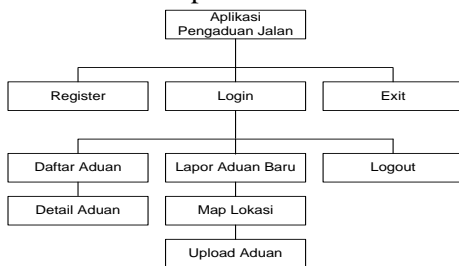 Aplikasi
Pengaduan Jalan
Register
Login
Exit
Daftar Aduan
Lapor Aduan Baru
Logout
Detail Aduan
Map Lokasi
Upload Aduan